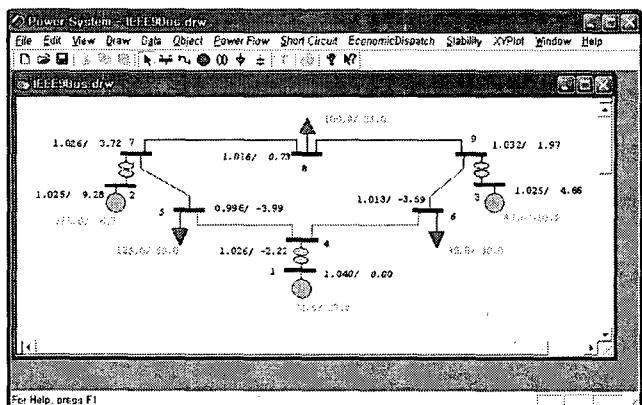 Power System - IEEE9Bus.drw
File Edit View Draw Data Object Power Flow Short Circuit EconomicDispatch Stability XYPlot Window Help
IEEE9Bus.drw
1.026/ 3.72 7
1.016/ 0.73
8
9 1.032/ 1.97
1.025/ 9.28 2
3 1.025/ 4.66
5 0.996/ -3.99
1.013/ -3.69 6
1.026/ -2.22 4
1 1.040/ 0.00
For Help, press F1